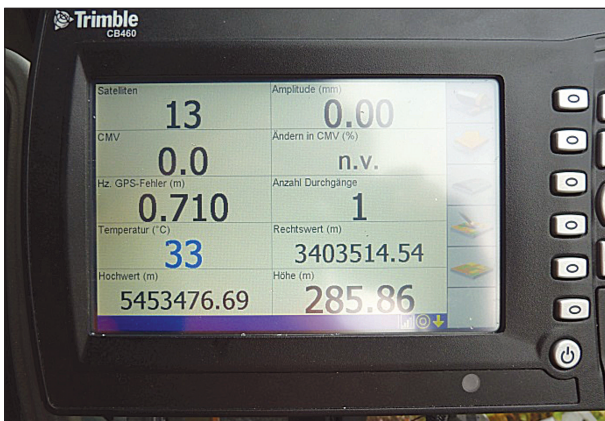 Trimble
CB460
Satelliten
13
Amplitude (mm)
0.00
CMV
0.0
Ändern in CMV (%)
n.v.
Hz. GPS-Fehler (m)
0.710
Anzahl Durchgänge
1
Temperatur (°C)
33
Rechtswert (m)
3403514.54
Hochwert (m)
5453476.69
Höhe (m)
285.86